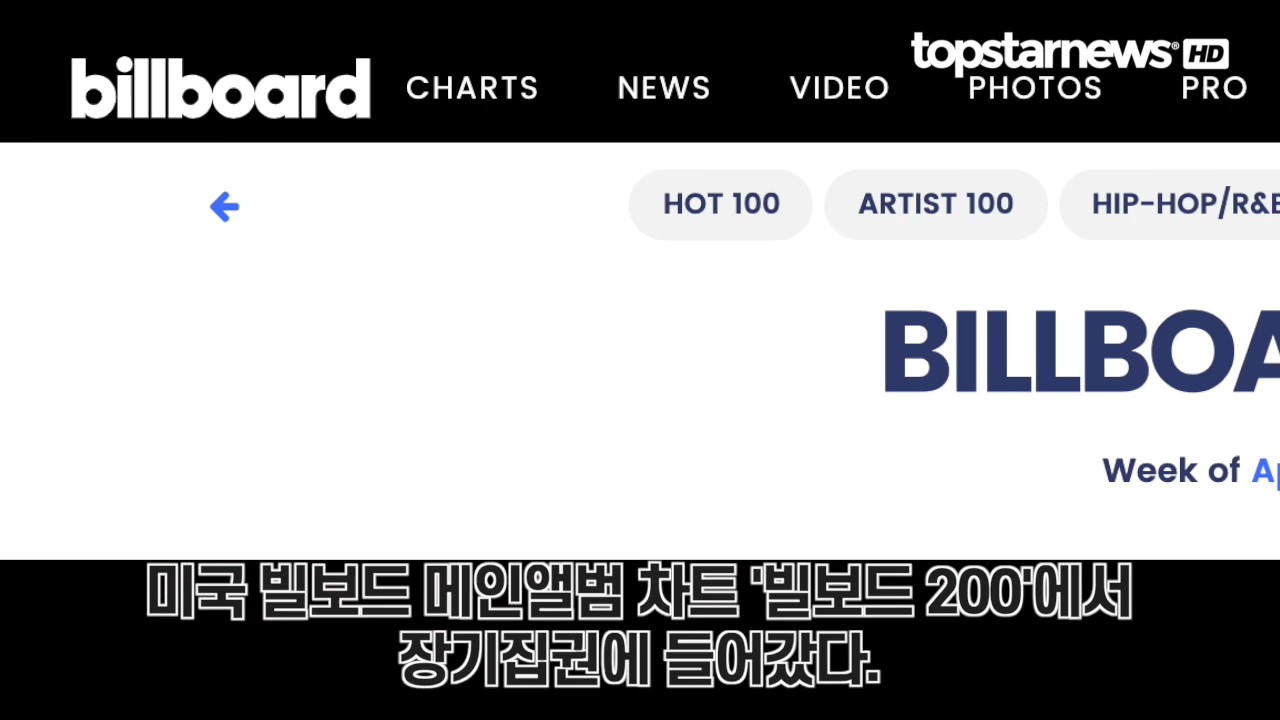 topstarnews® HD
billboard CHARTS NEWS VIDEO PHOTOS PRO
HOT 100 ARTIST 100 HIP-HOP/R&B
BILLBOA
Week of Ap
미국 빌보드 메인앨범 차트 '빌보드 200'에서
장기집권에 들어갔다.